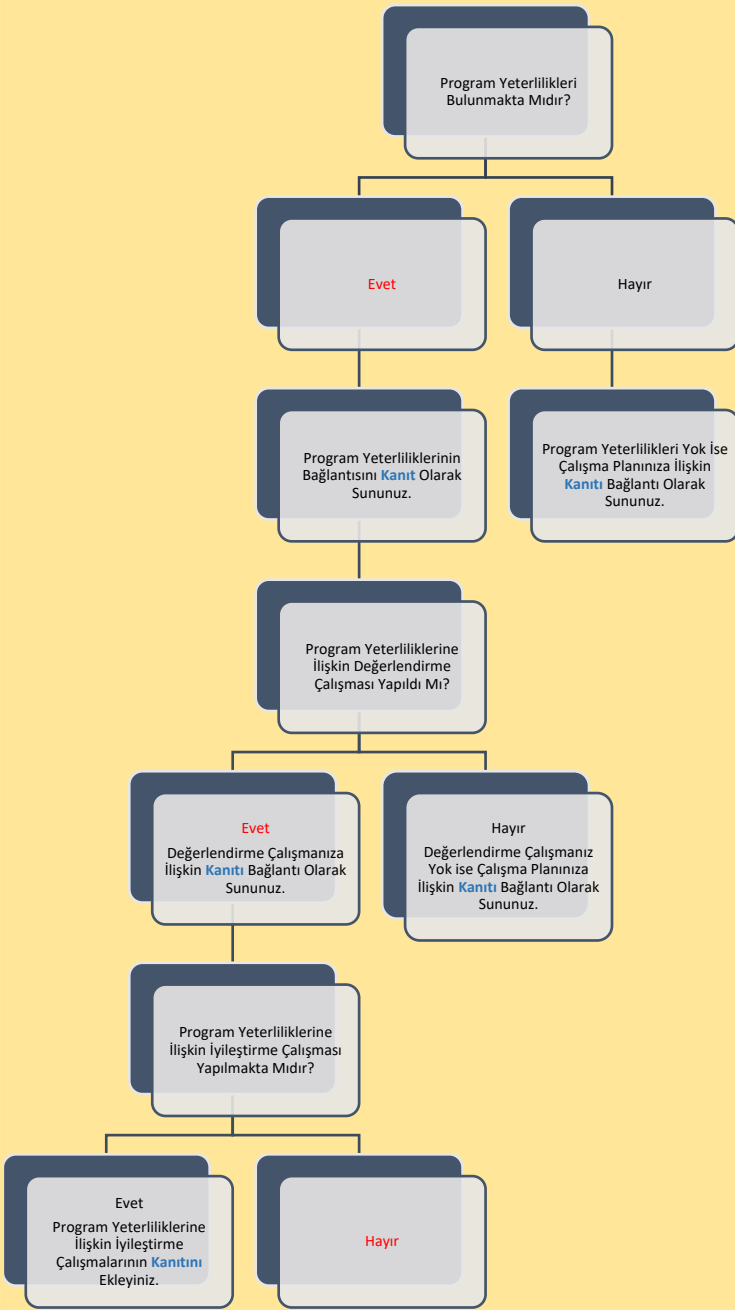 Program Yeterlilikleri
Bulunmakta Mıdır?
Evet
Hayır
Program Yeterliliklerinin
Bağlantısını Kanıt Olarak
Sununuz.
Program Yeterlilikleri Yok İse
Çalışma Planınıza İlişkin
Kanıtı Bağlantı Olarak
Sununuz.
Program Yeterliliklerine
İlişkin Değerlendirme
Çalışması Yapıldı Mı?
Evet
Değerlendirme Çalışmanıza
İlişkin Kanıtı Bağlantı Olarak
Sununuz.
Hayır
Değerlendirme Çalışmanız
Yok ise Çalışma Planınıza
İlişkin Kanıtı Bağlantı Olarak
Sununuz.
Program Yeterliliklerine
İlişkin İyileştirme Çalışması
Yapılmakta Mıdır?
Evet
Program Yeterliliklerine
İlişkin İyileştirme
Çalışmalarının Kanıtını
Ekleyiniz.
Hayır